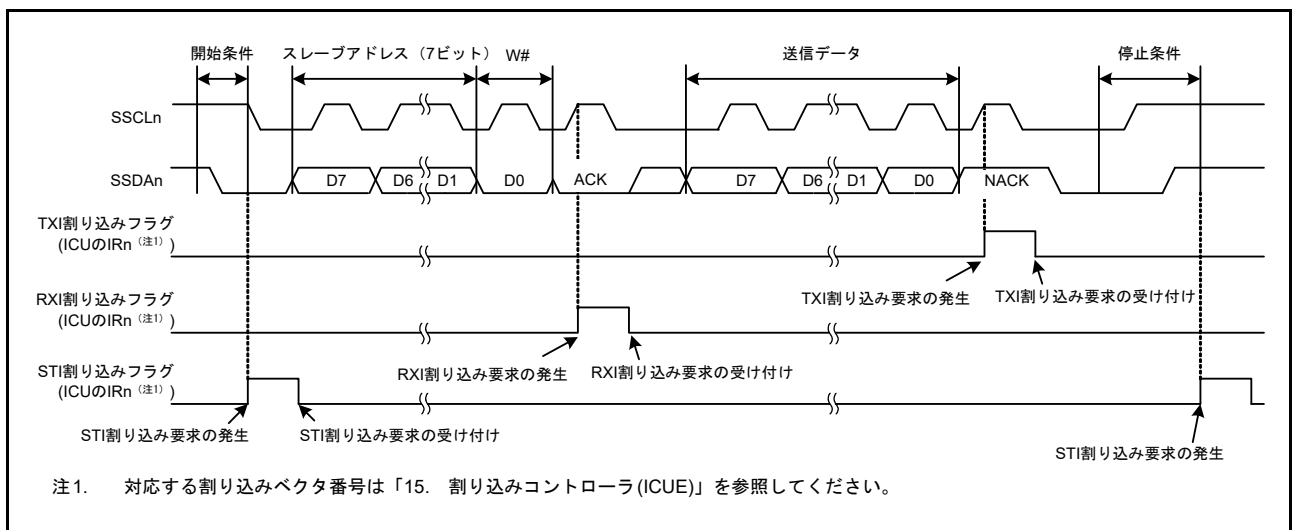 開始条件 スレーブアドレス（7ビット） W# 送信データ 停止条件
SSCLn
SSDAn D7 D6 D1 D0 ACK D7 D6 D1 D0 NACK
TXI割り込みフラグ
(ICUのIRn（注1）)
TXI割り込み要求の発生 TXI割り込み要求の受け付け
RXI割り込みフラグ
(ICUのIRn（注1）)
RXI割り込み要求の発生 RXI割り込み要求の受け付け
STI割り込みフラグ
(ICUのIRn（注1）)
STI割り込み要求の発生 STI割り込み要求の受け付け
STI割り込み要求の発生
注1. 対応する割り込みベクタ番号は「15. 割り込みコントローラ(ICUE)」を参照してください。